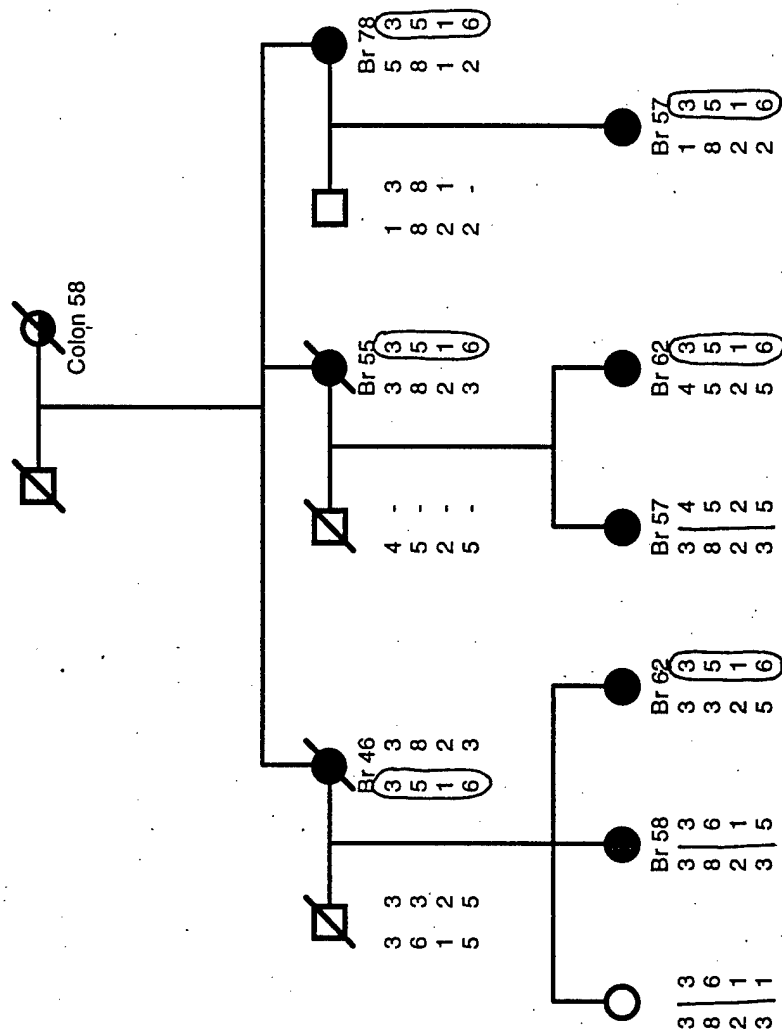 Colon 58
Br 46
Br 55
Br 78
3 3 3 3 4 - 3 3 1 3 5 3
6 3 5 8 5 - 8 5 8 8 8 5
1 2 1 2 2 - 2 1 2 1 1 1
5 5 6 3 5 - 3 6 2 - 2 6
Br 58
Br 62
Br 57
Br 62
Br 57
3 3 3 3 3 3 3 4 4 3 1 3
8 6 8 6 3 5 8 5 5 5 8 5
2 1 2 1 2 1 2 2 2 1 2 1
3 1 3 5 5 6 3 5 5 6 2 6